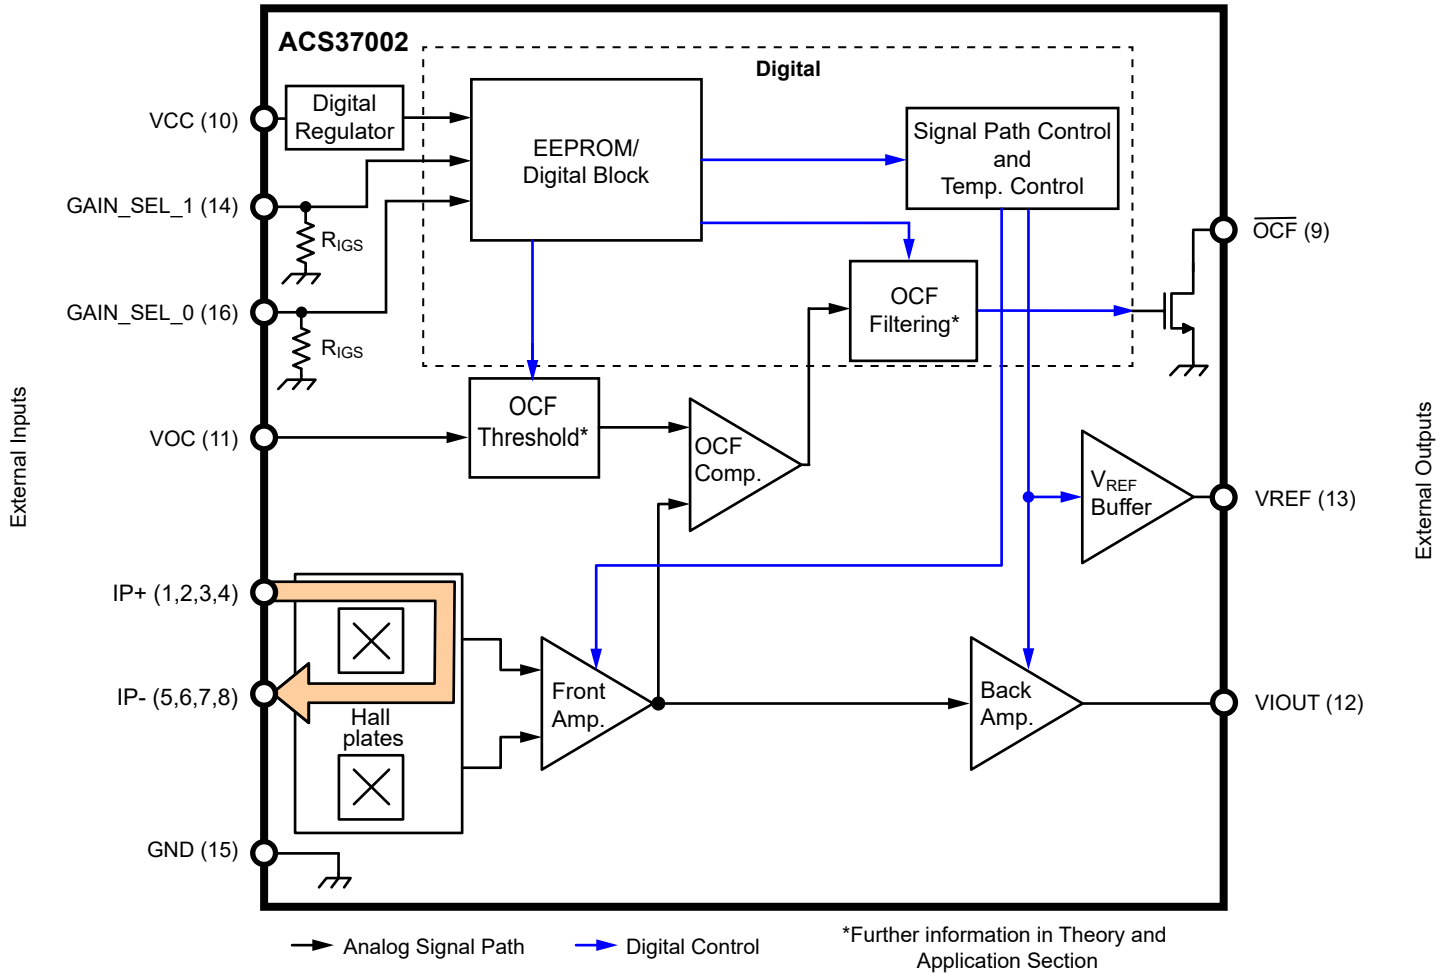 ACS37002
Digital
VCC (10)
Digital
Regulator
EEPROM/
Digital Block
Signal Path Control
and
Temp. Control
GAIN_SEL_1 (14)
RIGS
OCF (9)
GAIN_SEL_0 (16)
RIGS
OCF
Filtering*
External Inputs
VOC (11)
OCF
Threshold*
OCF
Comp.
VREF
Buffer
VREF (13)
External Outputs
IP+ (1,2,3,4)
IP- (5,6,7,8)
Hall
plates
Front
Amp.
Back
Amp.
VIOUT (12)
GND (15)
Analog Signal Path
Digital Control
*Further information in Theory and
Application Section